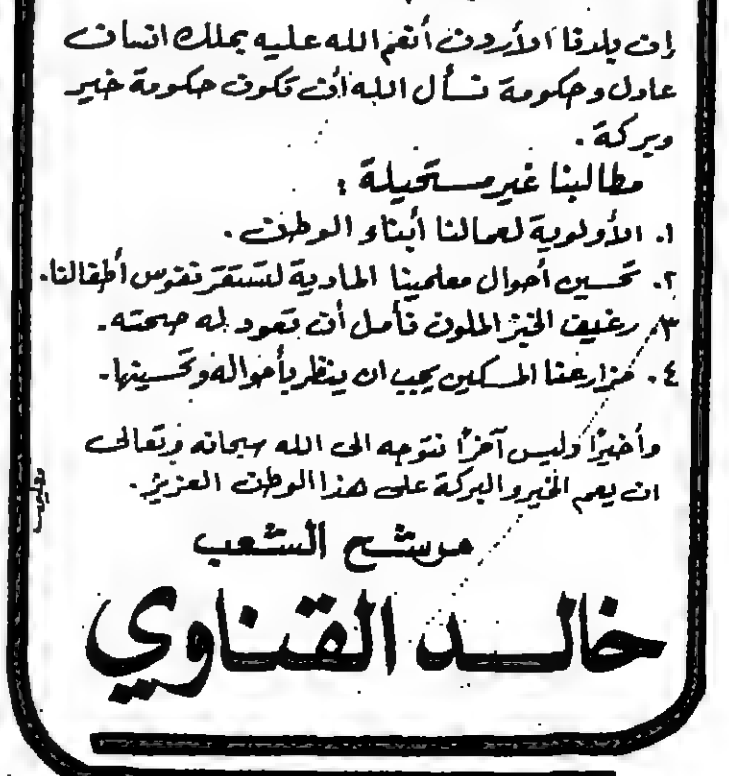 إن بلدنا الأردن أنعم الله عليه بملك انسان
عادل وحكومة نسأل الله أن تكون حكومة خير
وبركة .
مطالبنا غير مستحيلة :
١. الأولوية لعمالنا أبناء الوطن .
٢. تحسين أحوال معلمينا المادية لتستقر نفوس أطفالنا.
٣. رغيف الخبز الملون نأمل أن تعود له صحته .
٤. مزارعنا المسكين يجب ان ينظر بأحواله وتحسينها .
وأخيرًا وليس آخرًا نتوجه الى الله سبحانه وتعالى
ان يعم الخير والبركة على هذا الوطن العزيز .
مرشح الشعب
خالد القناوي